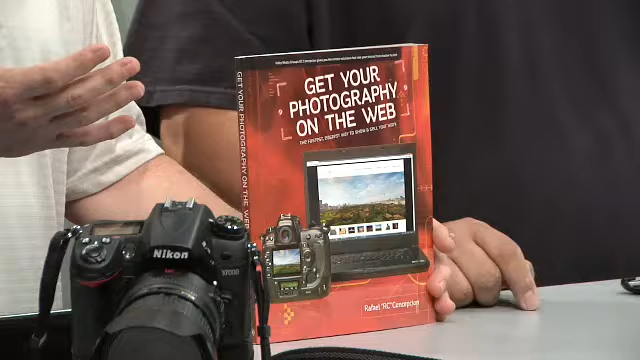 GET YOUR
PHOTOGRAPHY
ON THE WEB
THE FASTEST, EASIEST WAY TO SHOW & SELL YOUR WORK
GET YOUR PHOTOGRAPHY ON THE WEB
Rafael "RC" Concepcion
Nikon
D7000